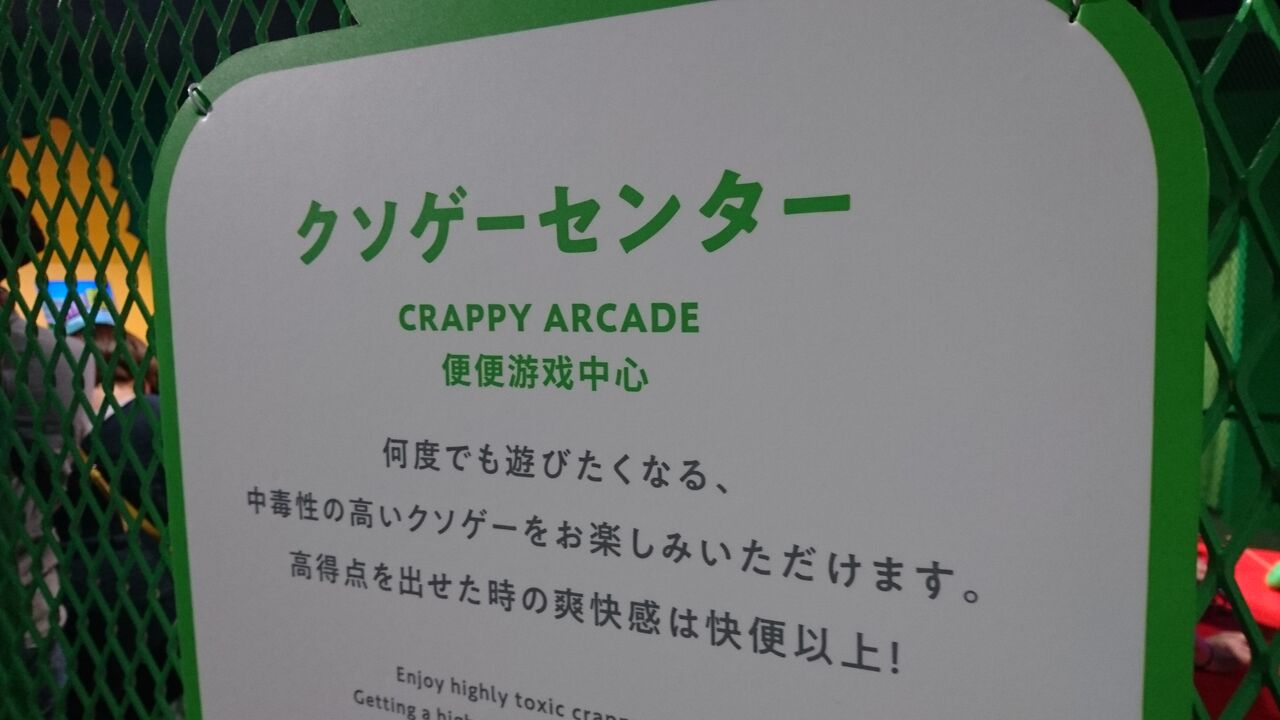 クソゲーセンター
CRAPPY ARCADE
便便游戏中心
何度でも遊びたくなる、
中毒性の高いクソゲーをお楽しみいただけます。
高得点を出せた時の爽快感は快便以上!
Enjoy highly toxic
Getting a